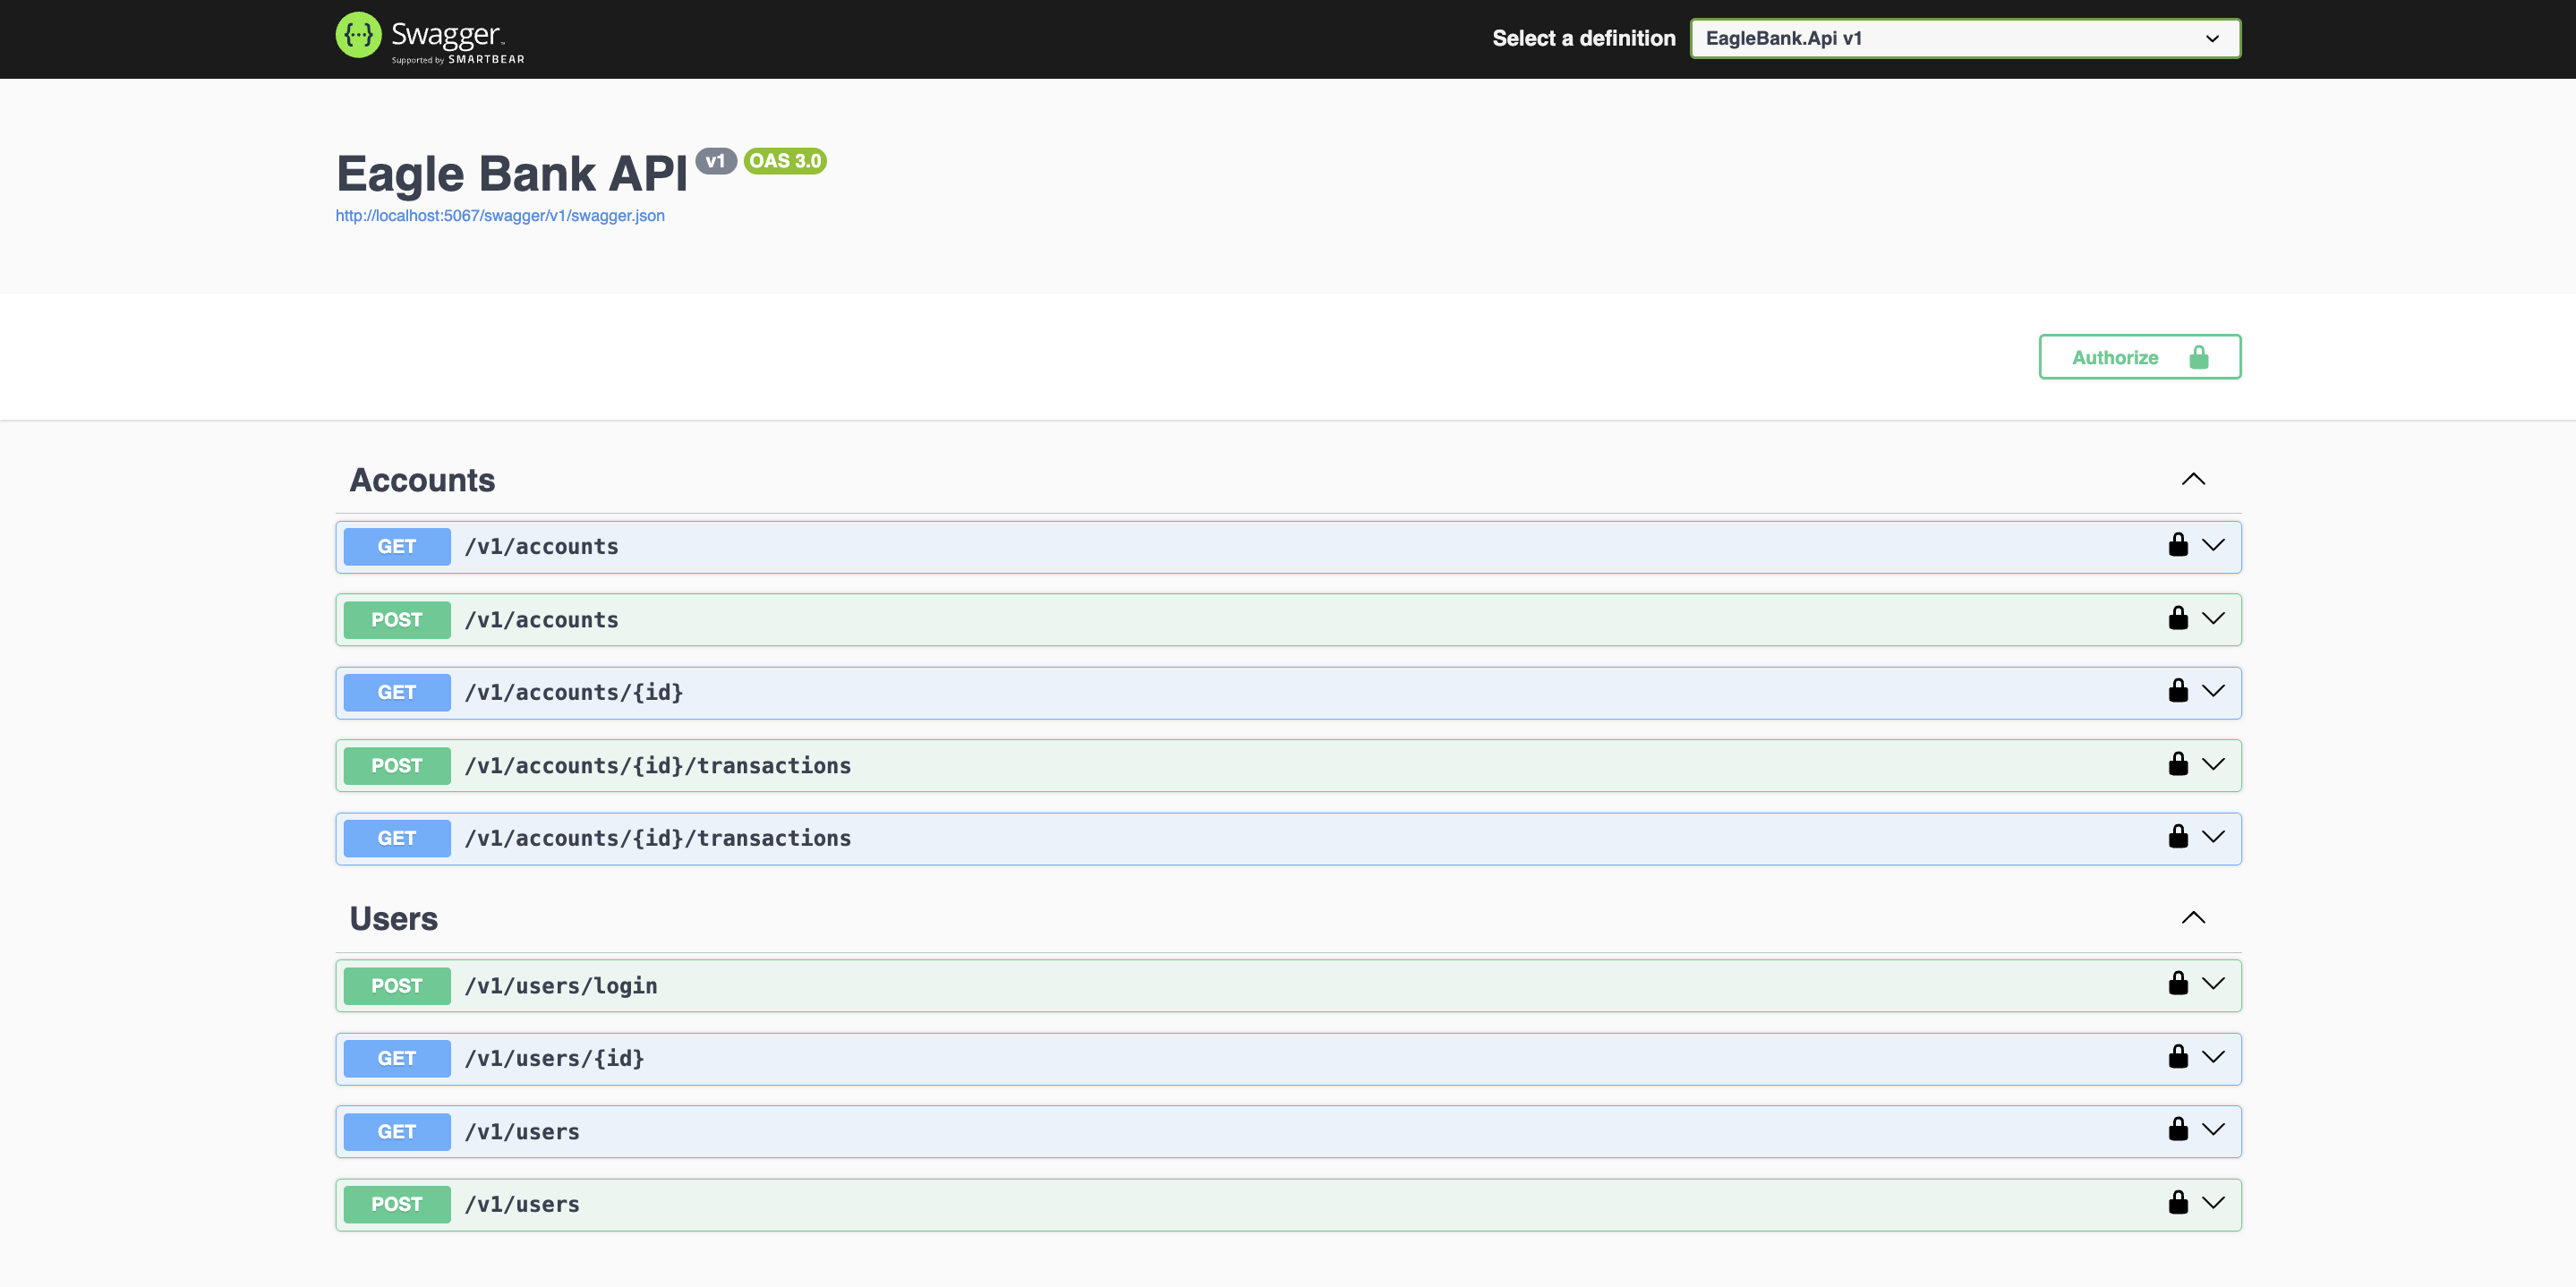 {···} Swagger™
Supported by SMARTBEAR
Select a definition
EagleBank.Api v1
Eagle Bank API v1 OAS 3.0
http://localhost:5067/swagger/v1/swagger.json
Authorize
Accounts
GET /v1/accounts
POST /v1/accounts
GET /v1/accounts/{id}
POST /v1/accounts/{id}/transactions
GET /v1/accounts/{id}/transactions
Users
POST /v1/users/login
GET /v1/users/{id}
GET /v1/users
POST /v1/users